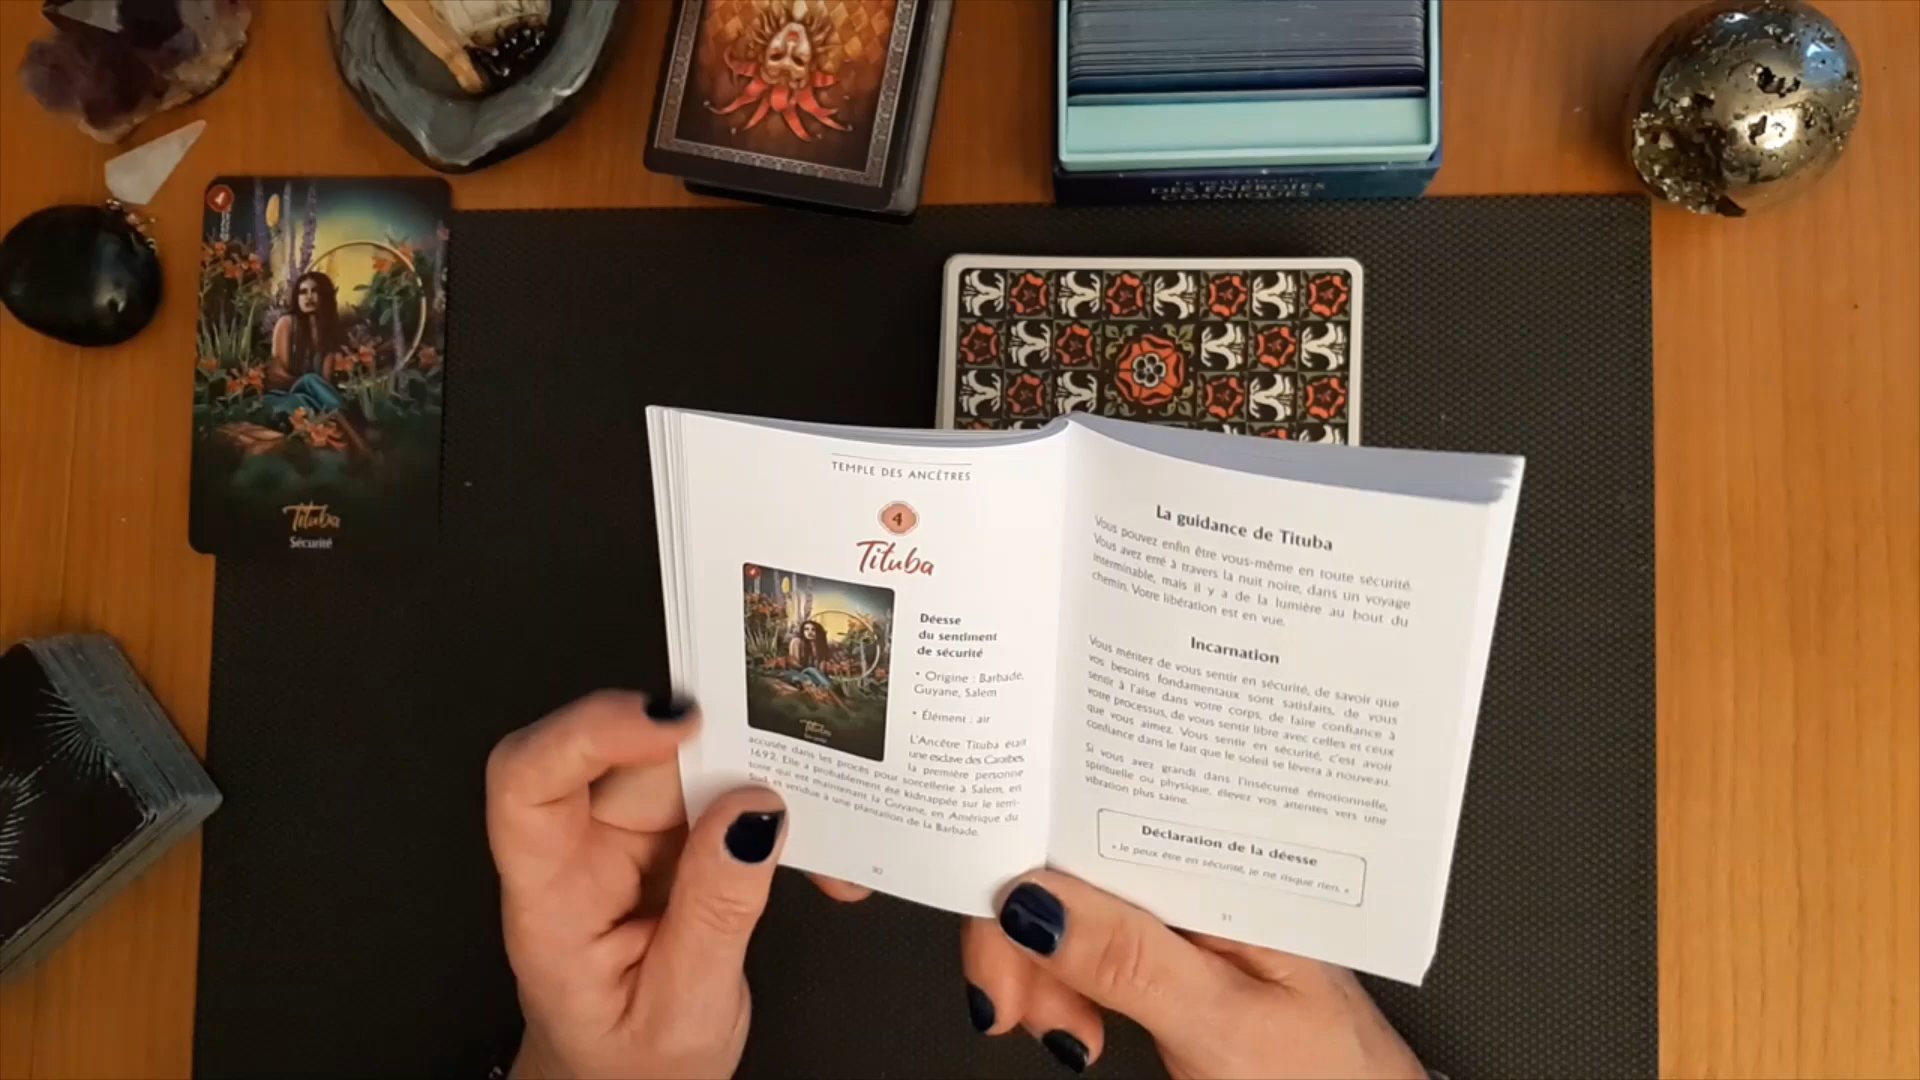 DES ÉNERGIES
COSMIQUES
4
Tituba
Sécurité
TEMPLE DES ANCÊTRES
4
Tituba
Déesse
du sentiment
de sécurité
• Origine : Barbade,
Guyane, Salem
• Élément : air
L'Ancêtre Tituba était
une esclave des Caraïbes,
la première personne
accusée dans les procès pour sorcellerie à Salem, en
1692. Elle a probablement été kidnappée sur le terri-
toire qui est maintenant la Guyane, en Amérique du
Sud, et vendue à une plantation de la Barbade.
30
La guidance de Tituba
Vous pouvez enfin être vous-même en toute sécurité.
Vous avez erré à travers la nuit noire, dans un voyage
interminable, mais il y a de la lumière au bout du
chemin. Votre libération est en vue.
Incarnation
Vous méritez de vous sentir en sécurité, de savoir que
vos besoins fondamentaux sont satisfaits, de vous
sentir à l'aise dans votre corps, de faire confiance à
votre processus, de vous sentir libre avec celles et ceux
que vous aimez. Vous sentir en sécurité, c'est avoir
confiance dans le fait que le soleil se lèvera à nouveau.
Si vous avez grandi dans l'insécurité émotionnelle,
spirituelle ou physique, élevez vos attentes vers une
vibration plus saine.
Déclaration de la déesse
« Je peux être en sécurité, je ne risque rien. »
31